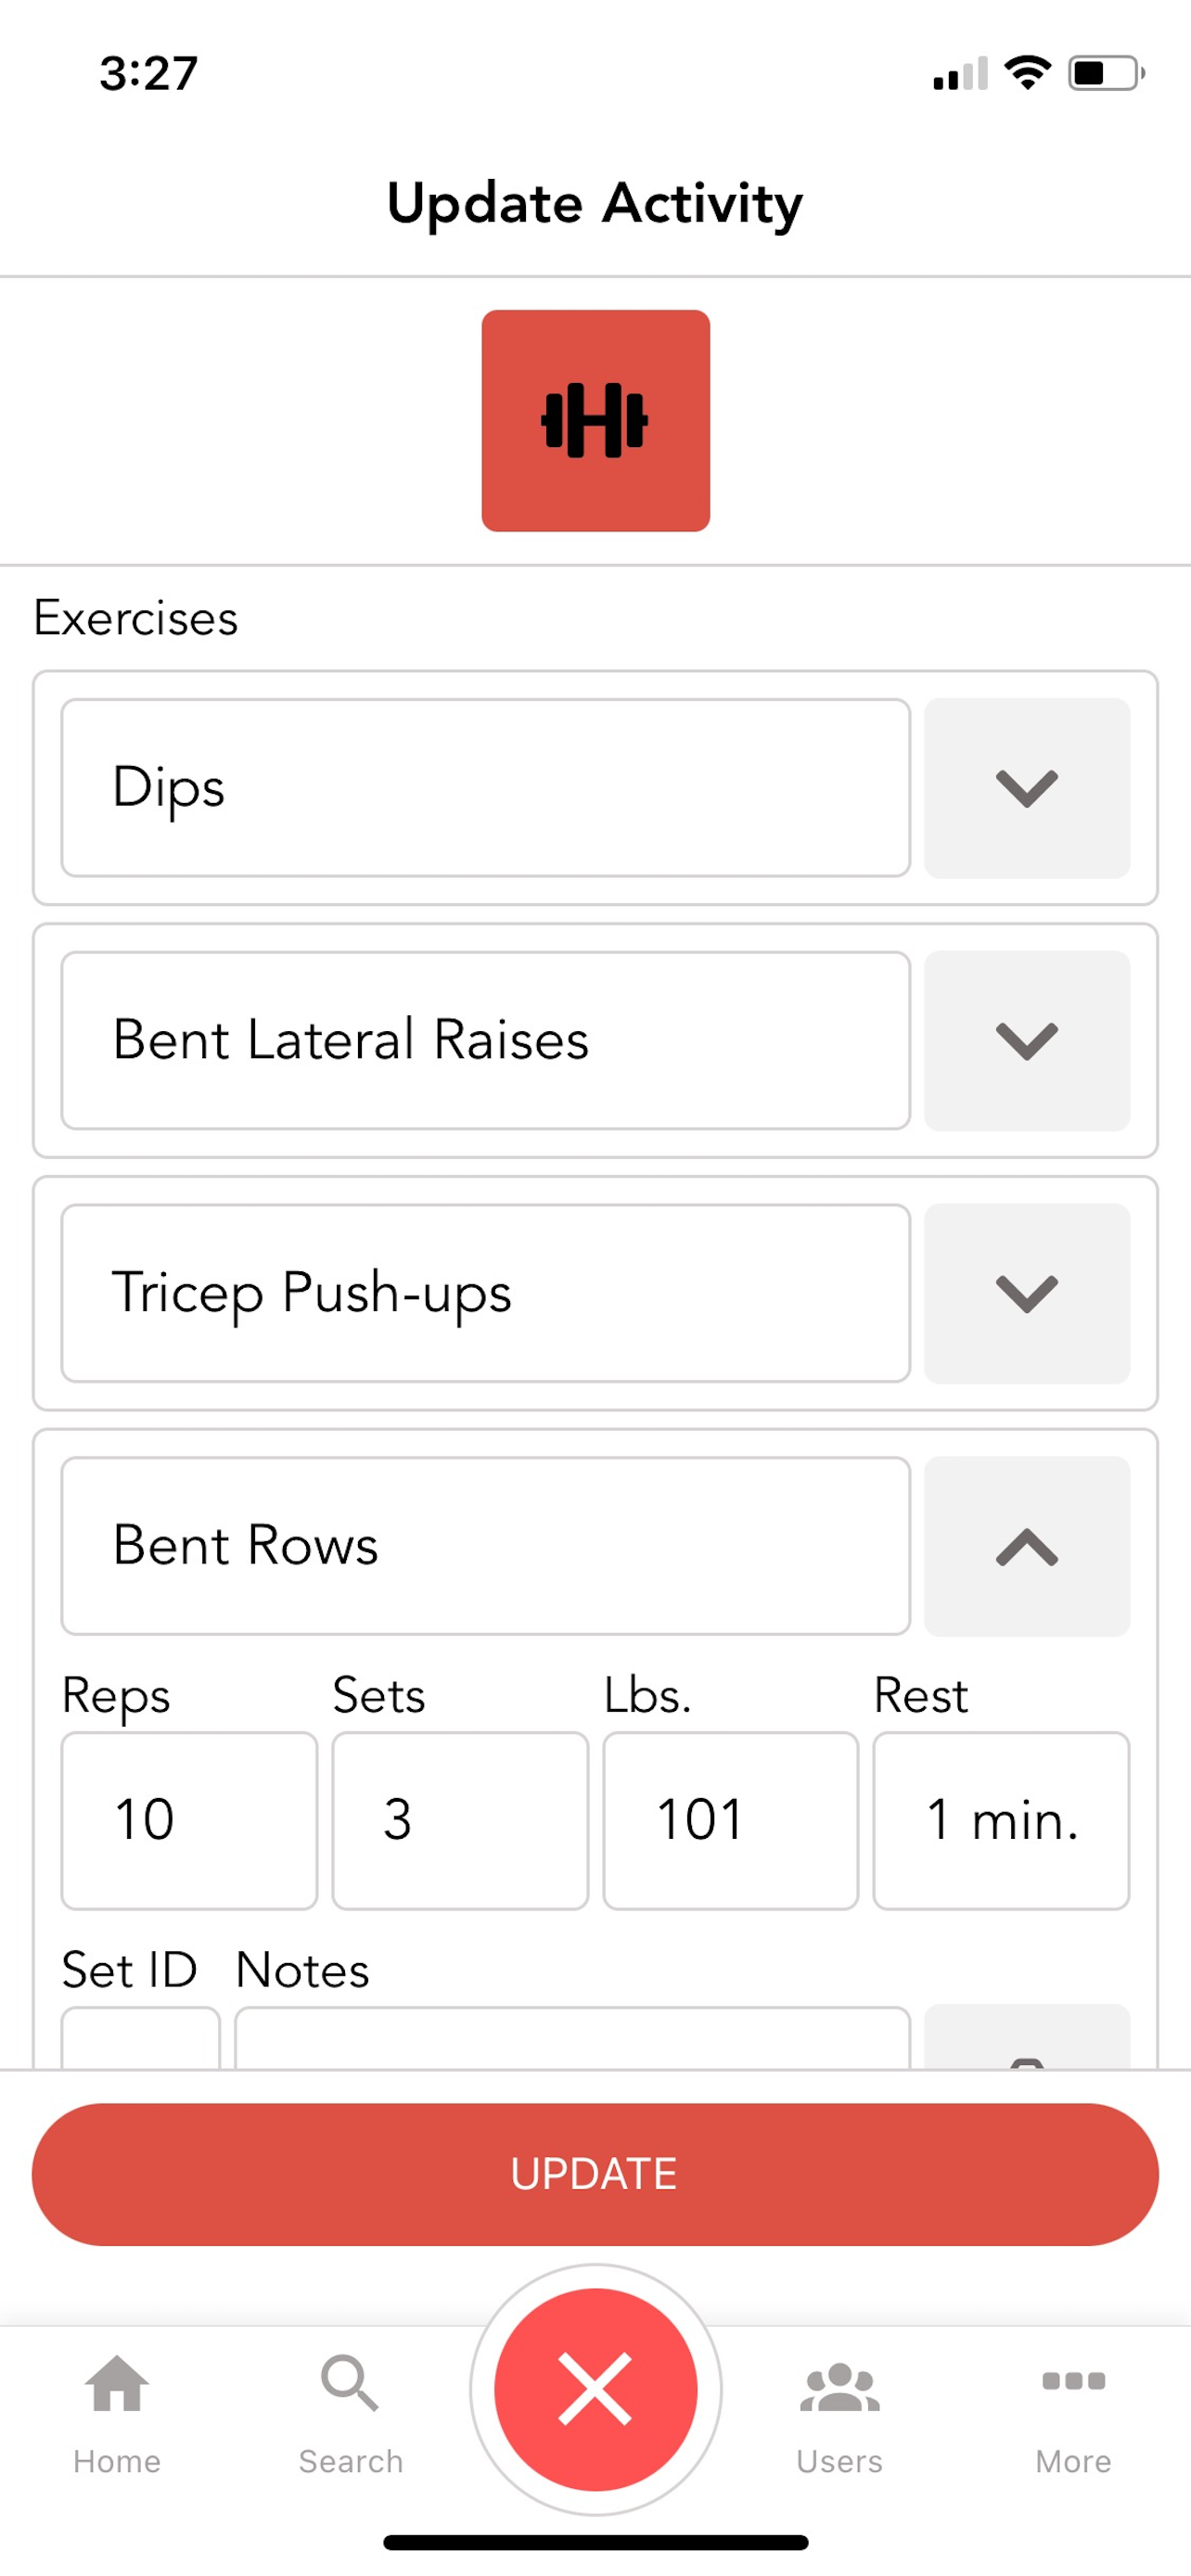 3:27
Update Activity
Exercises
Dips
Bent Lateral Raises
Tricep Push-ups
Bent Rows
Reps Sets Lbs. Rest
10 3 101 1 min.
Set ID Notes
UPDATE
Home Search Users More